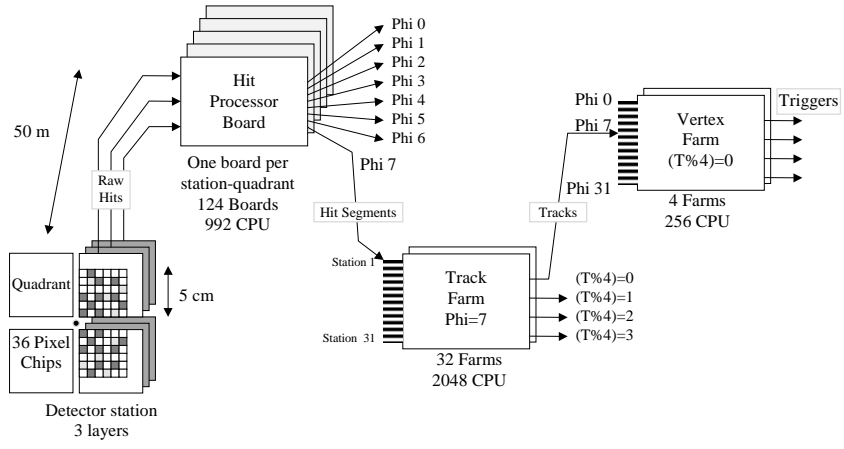 Phi 0
Phi 1
Phi 2
Phi 3
Phi 4
Phi 5
Phi 6
Phi 7
Hit
Processor
Board
50 m
One board per
station-quadrant
124 Boards
992 CPU
Raw
Hits
Hit Segments
Quadrant
5 cm
36 Pixel
Chips
Detector station
3 layers
Station 1
Station 31
Track
Farm
Phi=7
32 Farms
2048 CPU
(T%4)=0
(T%4)=1
(T%4)=2
(T%4)=3
Tracks
Phi 0
Phi 7
Phi 31
Vertex
Farm
(T%4)=0
4 Farms
256 CPU
Triggers